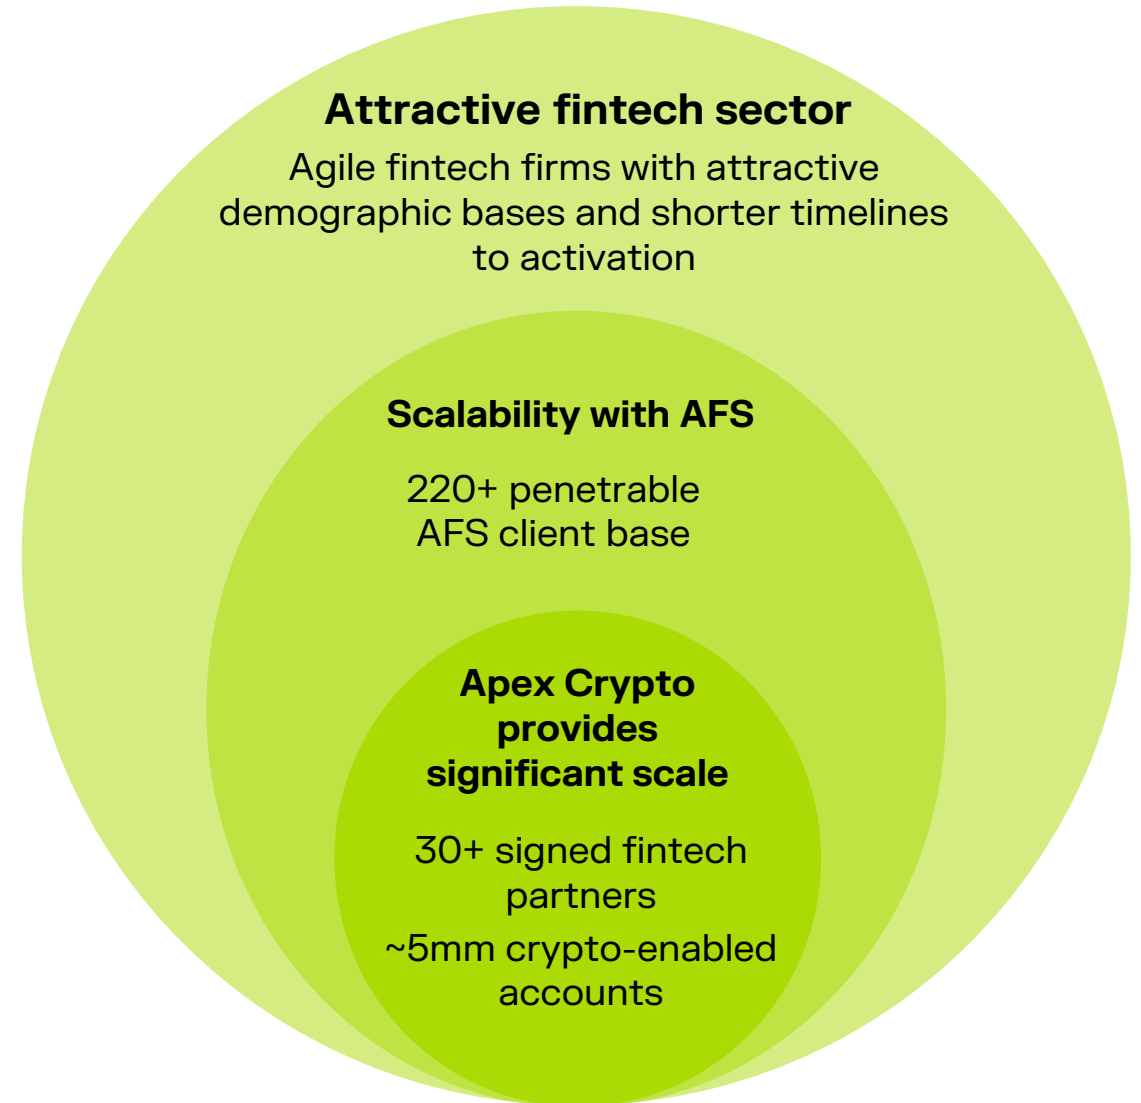 Attractive fintech sector
Agile fintech firms with attractive
demographic bases and shorter timelines
to activation
Scalability with AFS
220+ penetrable
AFS client base
Apex Crypto
provides
significant scale
30+ signed fintech
partners
~5mm crypto-enabled
accounts